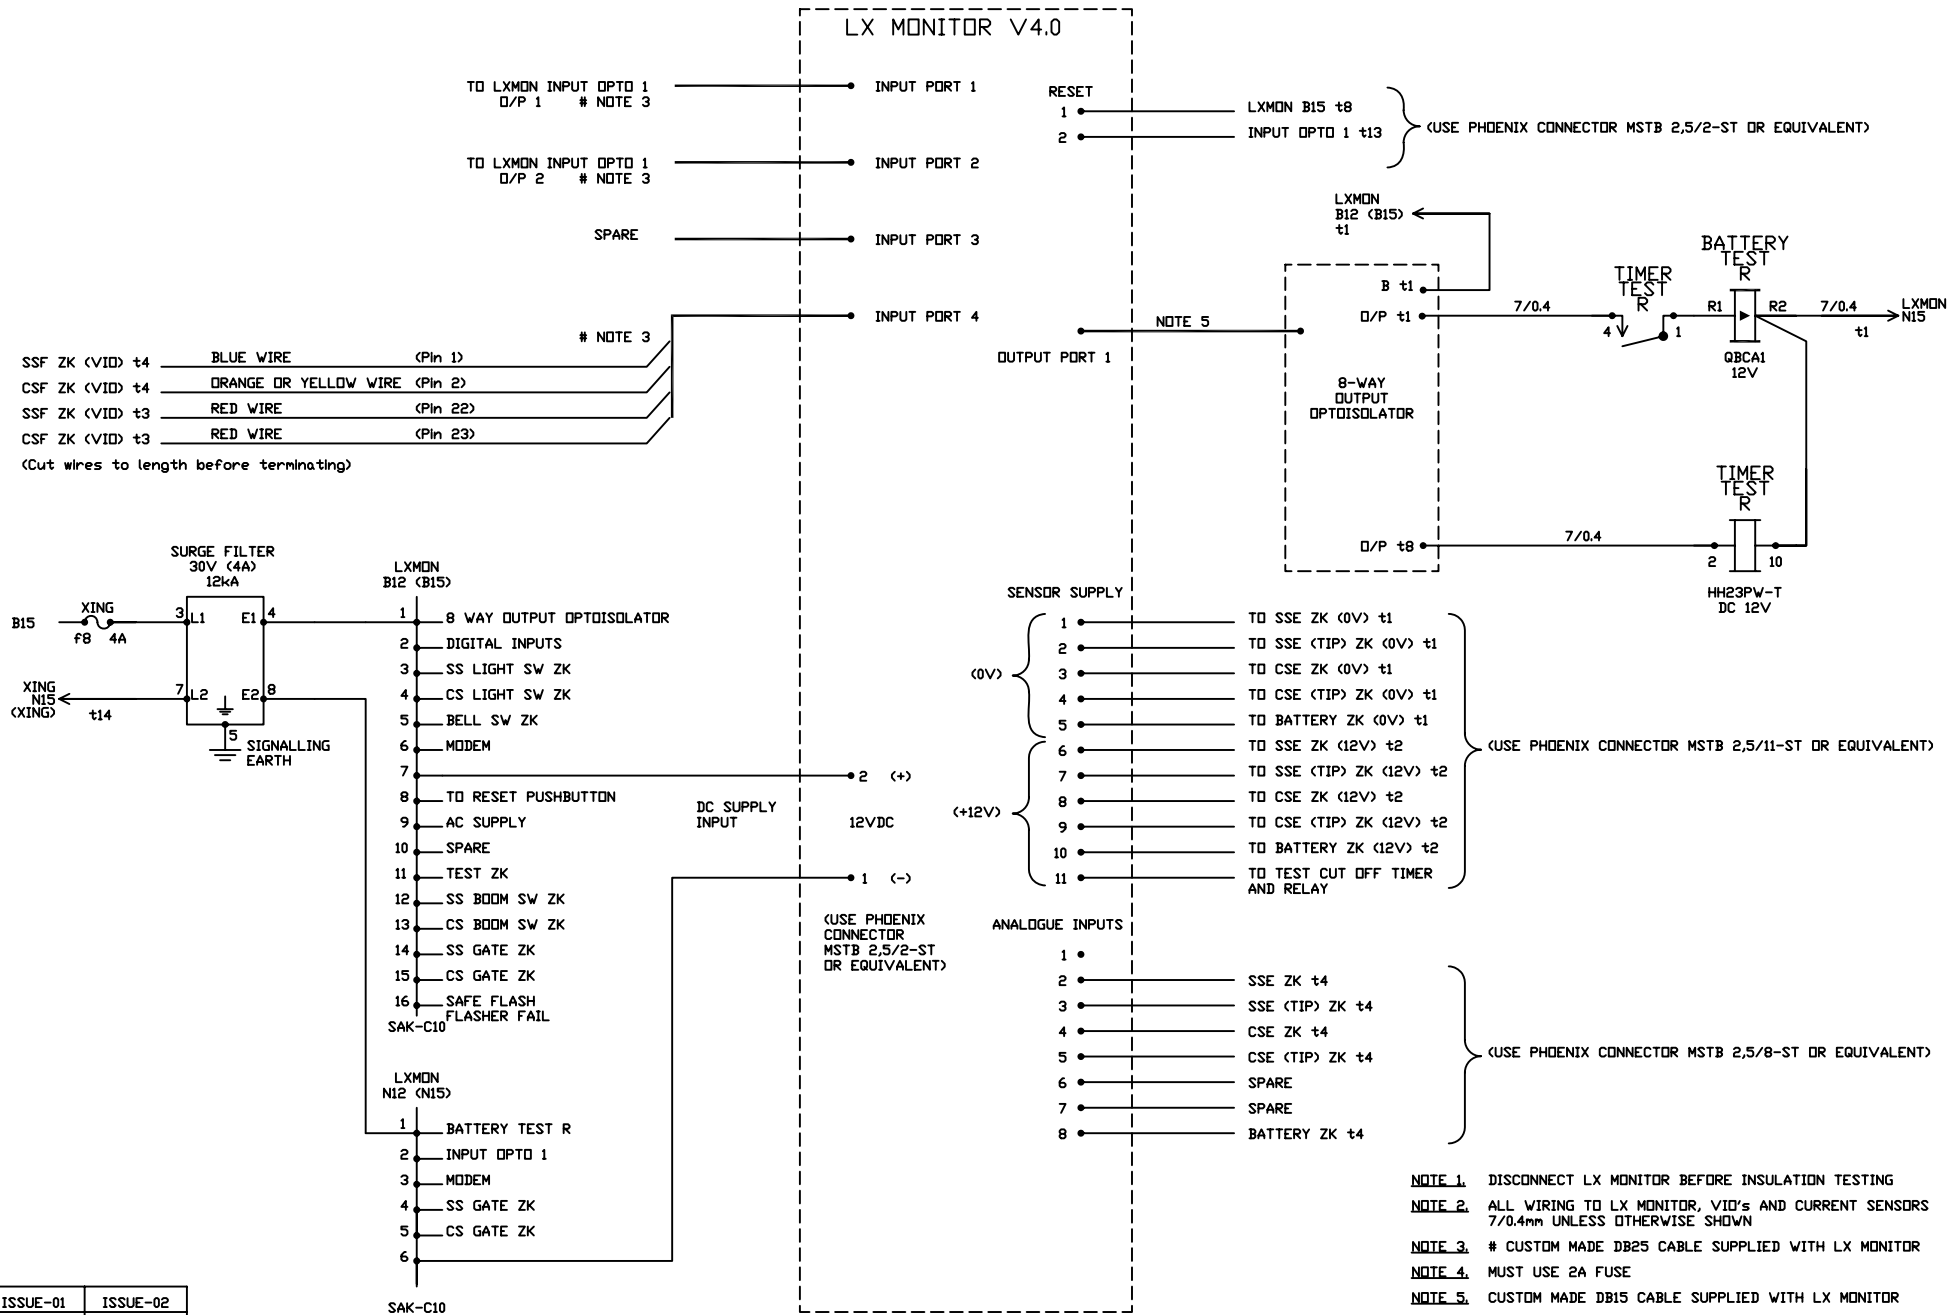 LX MONITOR V4.0
TO LXMON INPUT OPTO 1
O/P 1 # NOTE 3
INPUT PORT 1
TO LXMON INPUT OPTO 1
O/P 2 # NOTE 3
INPUT PORT 2
SPARE
INPUT PORT 3
INPUT PORT 4
# NOTE 3
SSF ZK (VIO) t4 BLUE WIRE (Pin 1)
CSF ZK (VIO) t4 ORANGE OR YELLOW WIRE (Pin 2)
SSF ZK (VIO) t3 RED WIRE (Pin 22)
CSF ZK (VIO) t3 RED WIRE (Pin 23)
(Cut wires to length before terminating)
RESET
1 LXMON B15 t8
2 INPUT OPTO 1 t13
(USE PHOENIX CONNECTOR MSTB 2,5/2-ST OR EQUIVALENT)
LXMON
B12 (B15)
t1
B t1
O/P t1
7/0.4
TIMER
TEST
R
4 1
BATTERY
TEST
R
R1 R2
QBCA1
12V
7/0.4
t1
LXMON
N15
NOTE 5
OUTPUT PORT 1
8-WAY
OUTPUT
OPTOISOLATOR
O/P t8
7/0.4
TIMER
TEST
R
2 10
HH23PW-T
DC 12V
SURGE FILTER
30V (4A)
12kA
B15
XING
f8 4A
3 L1 E1 4
7 L2 E2 8
XING
N15
(XING)
t14
5
SIGNALLING
EARTH
LXMON
B12 (B15)
1 8 WAY OUTPUT OPTOISOLATOR
2 DIGITAL INPUTS
3 SS LIGHT SW ZK
4 CS LIGHT SW ZK
5 BELL SW ZK
6 MODEM
7
8 TO RESET PUSHBUTTON
9 AC SUPPLY
10 SPARE
11 TEST ZK
12 SS BOOM SW ZK
13 CS BOOM SW ZK
14 SS GATE ZK
15 CS GATE ZK
16 SAFE FLASH
FLASHER FAIL
SAK-C10
LXMON
N12 (N15)
1 BATTERY TEST R
2 INPUT OPTO 1
3 MODEM
4 SS GATE ZK
5 CS GATE ZK
6
SAK-C10
DC SUPPLY
INPUT
2 (+)
12VDC
1 (-)
(USE PHOENIX
CONNECTOR
MSTB 2,5/2-ST
OR EQUIVALENT)
SENSOR SUPPLY
(0V)
1 TO SSE ZK (0V) t1
2 TO SSE (TIP) ZK (0V) t1
3 TO CSE ZK (0V) t1
4 TO CSE (TIP) ZK (0V) t1
5 TO BATTERY ZK (0V) t1
(+12V)
6 TO SSE ZK (12V) t2
7 TO SSE (TIP) ZK (12V) t2
8 TO CSE ZK (12V) t2
9 TO CSE (TIP) ZK (12V) t2
10 TO BATTERY ZK (12V) t2
11 TO TEST CUT OFF TIMER
AND RELAY
(USE PHOENIX CONNECTOR MSTB 2,5/11-ST OR EQUIVALENT)
ANALOGUE INPUTS
1
2 SSE ZK t4
3 SSE (TIP) ZK t4
4 CSE ZK t4
5 CSE (TIP) ZK t4
6 SPARE
7 SPARE
8 BATTERY ZK t4
(USE PHOENIX CONNECTOR MSTB 2,5/8-ST OR EQUIVALENT)
NOTE 1. DISCONNECT LX MONITOR BEFORE INSULATION TESTING
NOTE 2. ALL WIRING TO LX MONITOR, VIO's AND CURRENT SENSORS
7/0.4mm UNLESS OTHERWISE SHOWN
NOTE 3. # CUSTOM MADE DB25 CABLE SUPPLIED WITH LX MONITOR
NOTE 4. MUST USE 2A FUSE
NOTE 5. CUSTOM MADE DB15 CABLE SUPPLIED WITH LX MONITOR
ISSUE-01 ISSUE-02